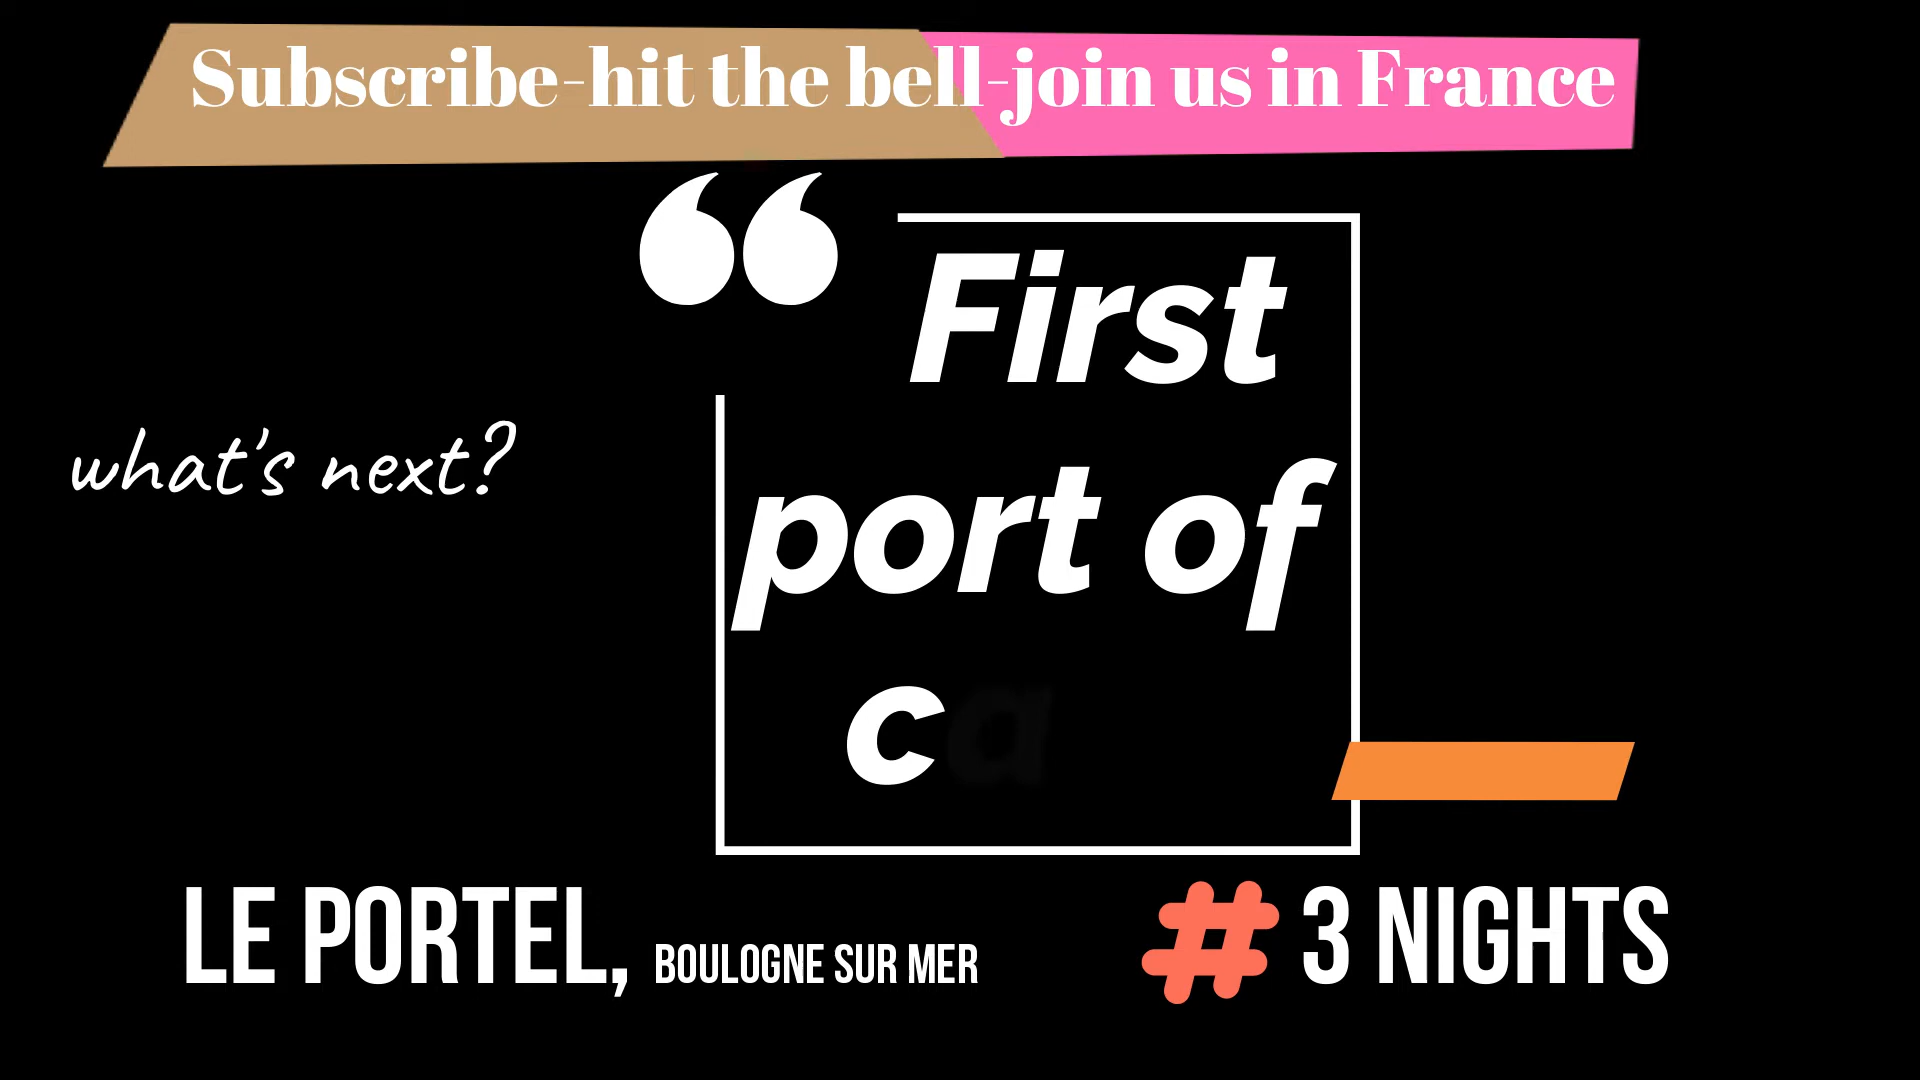 Subscribe-hit the bell-join us in France
“
First
port of
ca
what's next?
LE PORTEL, BOULOGNE SUR MER
# 3 NIGHTS